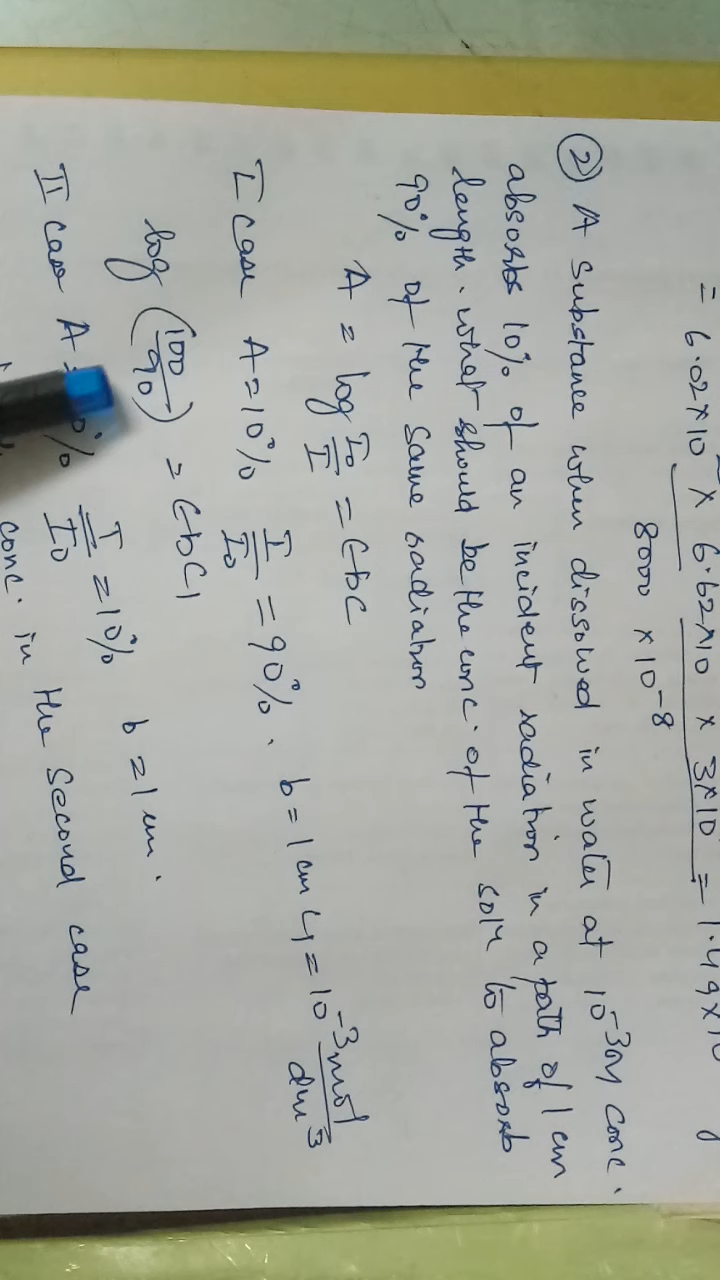 = 6.02×10 × 6.62×10 × 3×10 = 1.49×10
8000 × 10⁻⁸
② A substance when dissolved in water at 10⁻³M conc.
absorbs 10% of an incident radiation in a path of 1 cm
length. what should be the conc. of the solⁿ to absorb
90% of the same radiation
A = log I₀/I = ϵbc
I case A = 10% I/I₀ = 90%. b = 1 cm c₁ = 10⁻³ mol/dm³
log (100/90) = ϵbc₁
II case A 0% I/I₀ = 10% b = 1 cm.
conc. in the second case